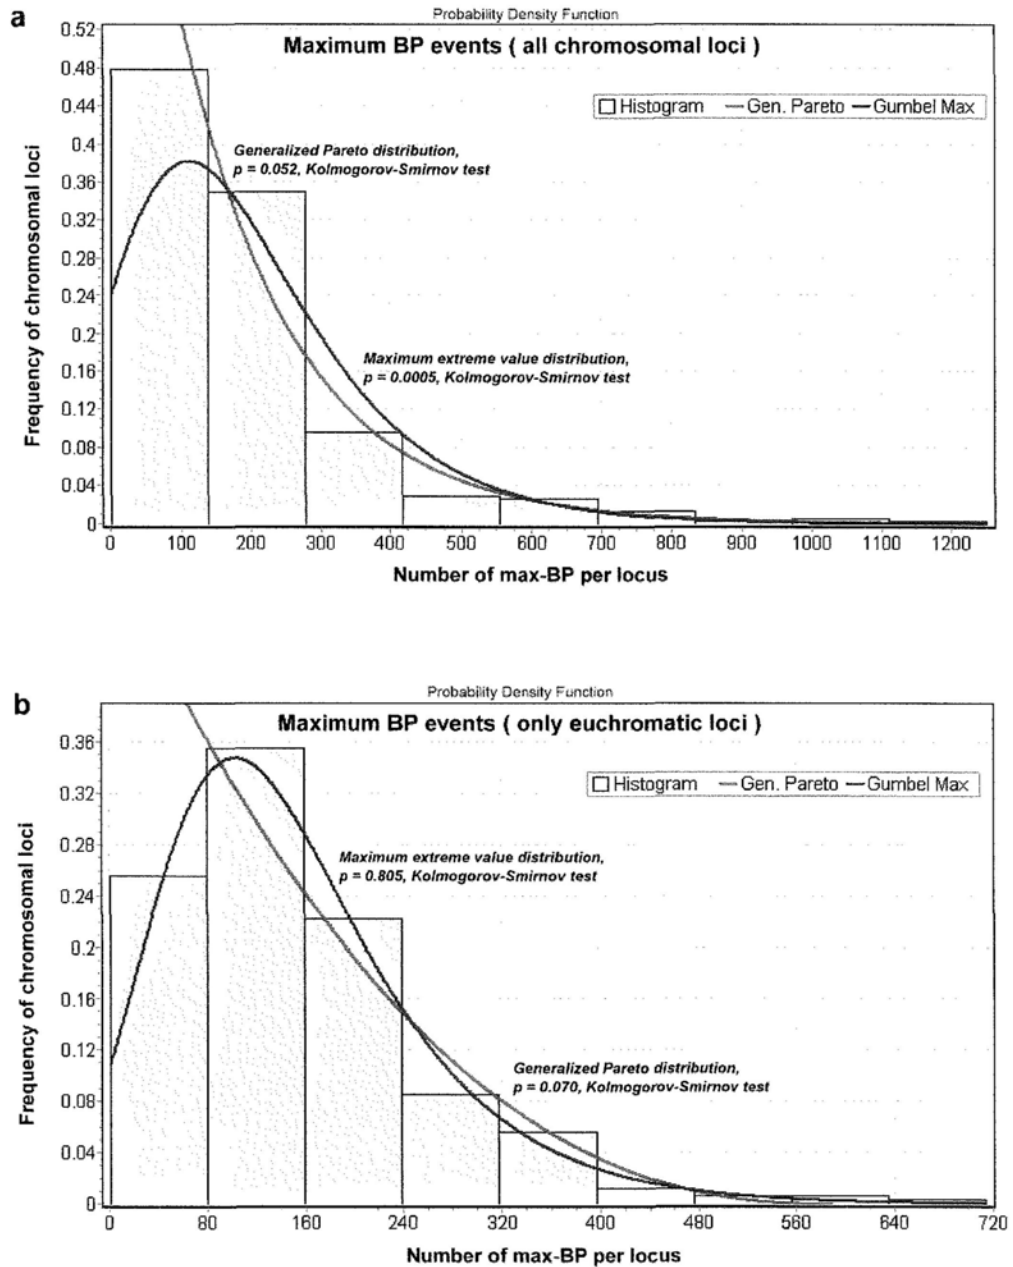 a
Probability Density Function
Maximum BP events ( all chromosomal loci )
Histogram Gen. Pareto Gumbel Max
Generalized Pareto distribution,
p = 0.052, Kolmogorov-Smirnov test
Maximum extreme value distribution,
p = 0.0005, Kolmogorov-Smirnov test
Frequency of chromosomal loci
0.52
0.48
0.44
0.4
0.36
0.32
0.28
0.24
0.2
0.16
0.12
0.08
0.04
0
0 100 200 300 400 500 600 700 800 900 1000 1100 1200
Number of max-BP per locus
b
Probability Density Function
Maximum BP events ( only euchromatic loci )
Histogram Gen. Pareto Gumbel Max
Maximum extreme value distribution,
p = 0.805, Kolmogorov-Smirnov test
Generalized Pareto distribution,
p = 0.070, Kolmogorov-Smirnov test
Frequency of chromosomal loci
0.36
0.32
0.28
0.24
0.2
0.16
0.12
0.08
0.04
0
0 80 160 240 320 400 480 560 640 720
Number of max-BP per locus